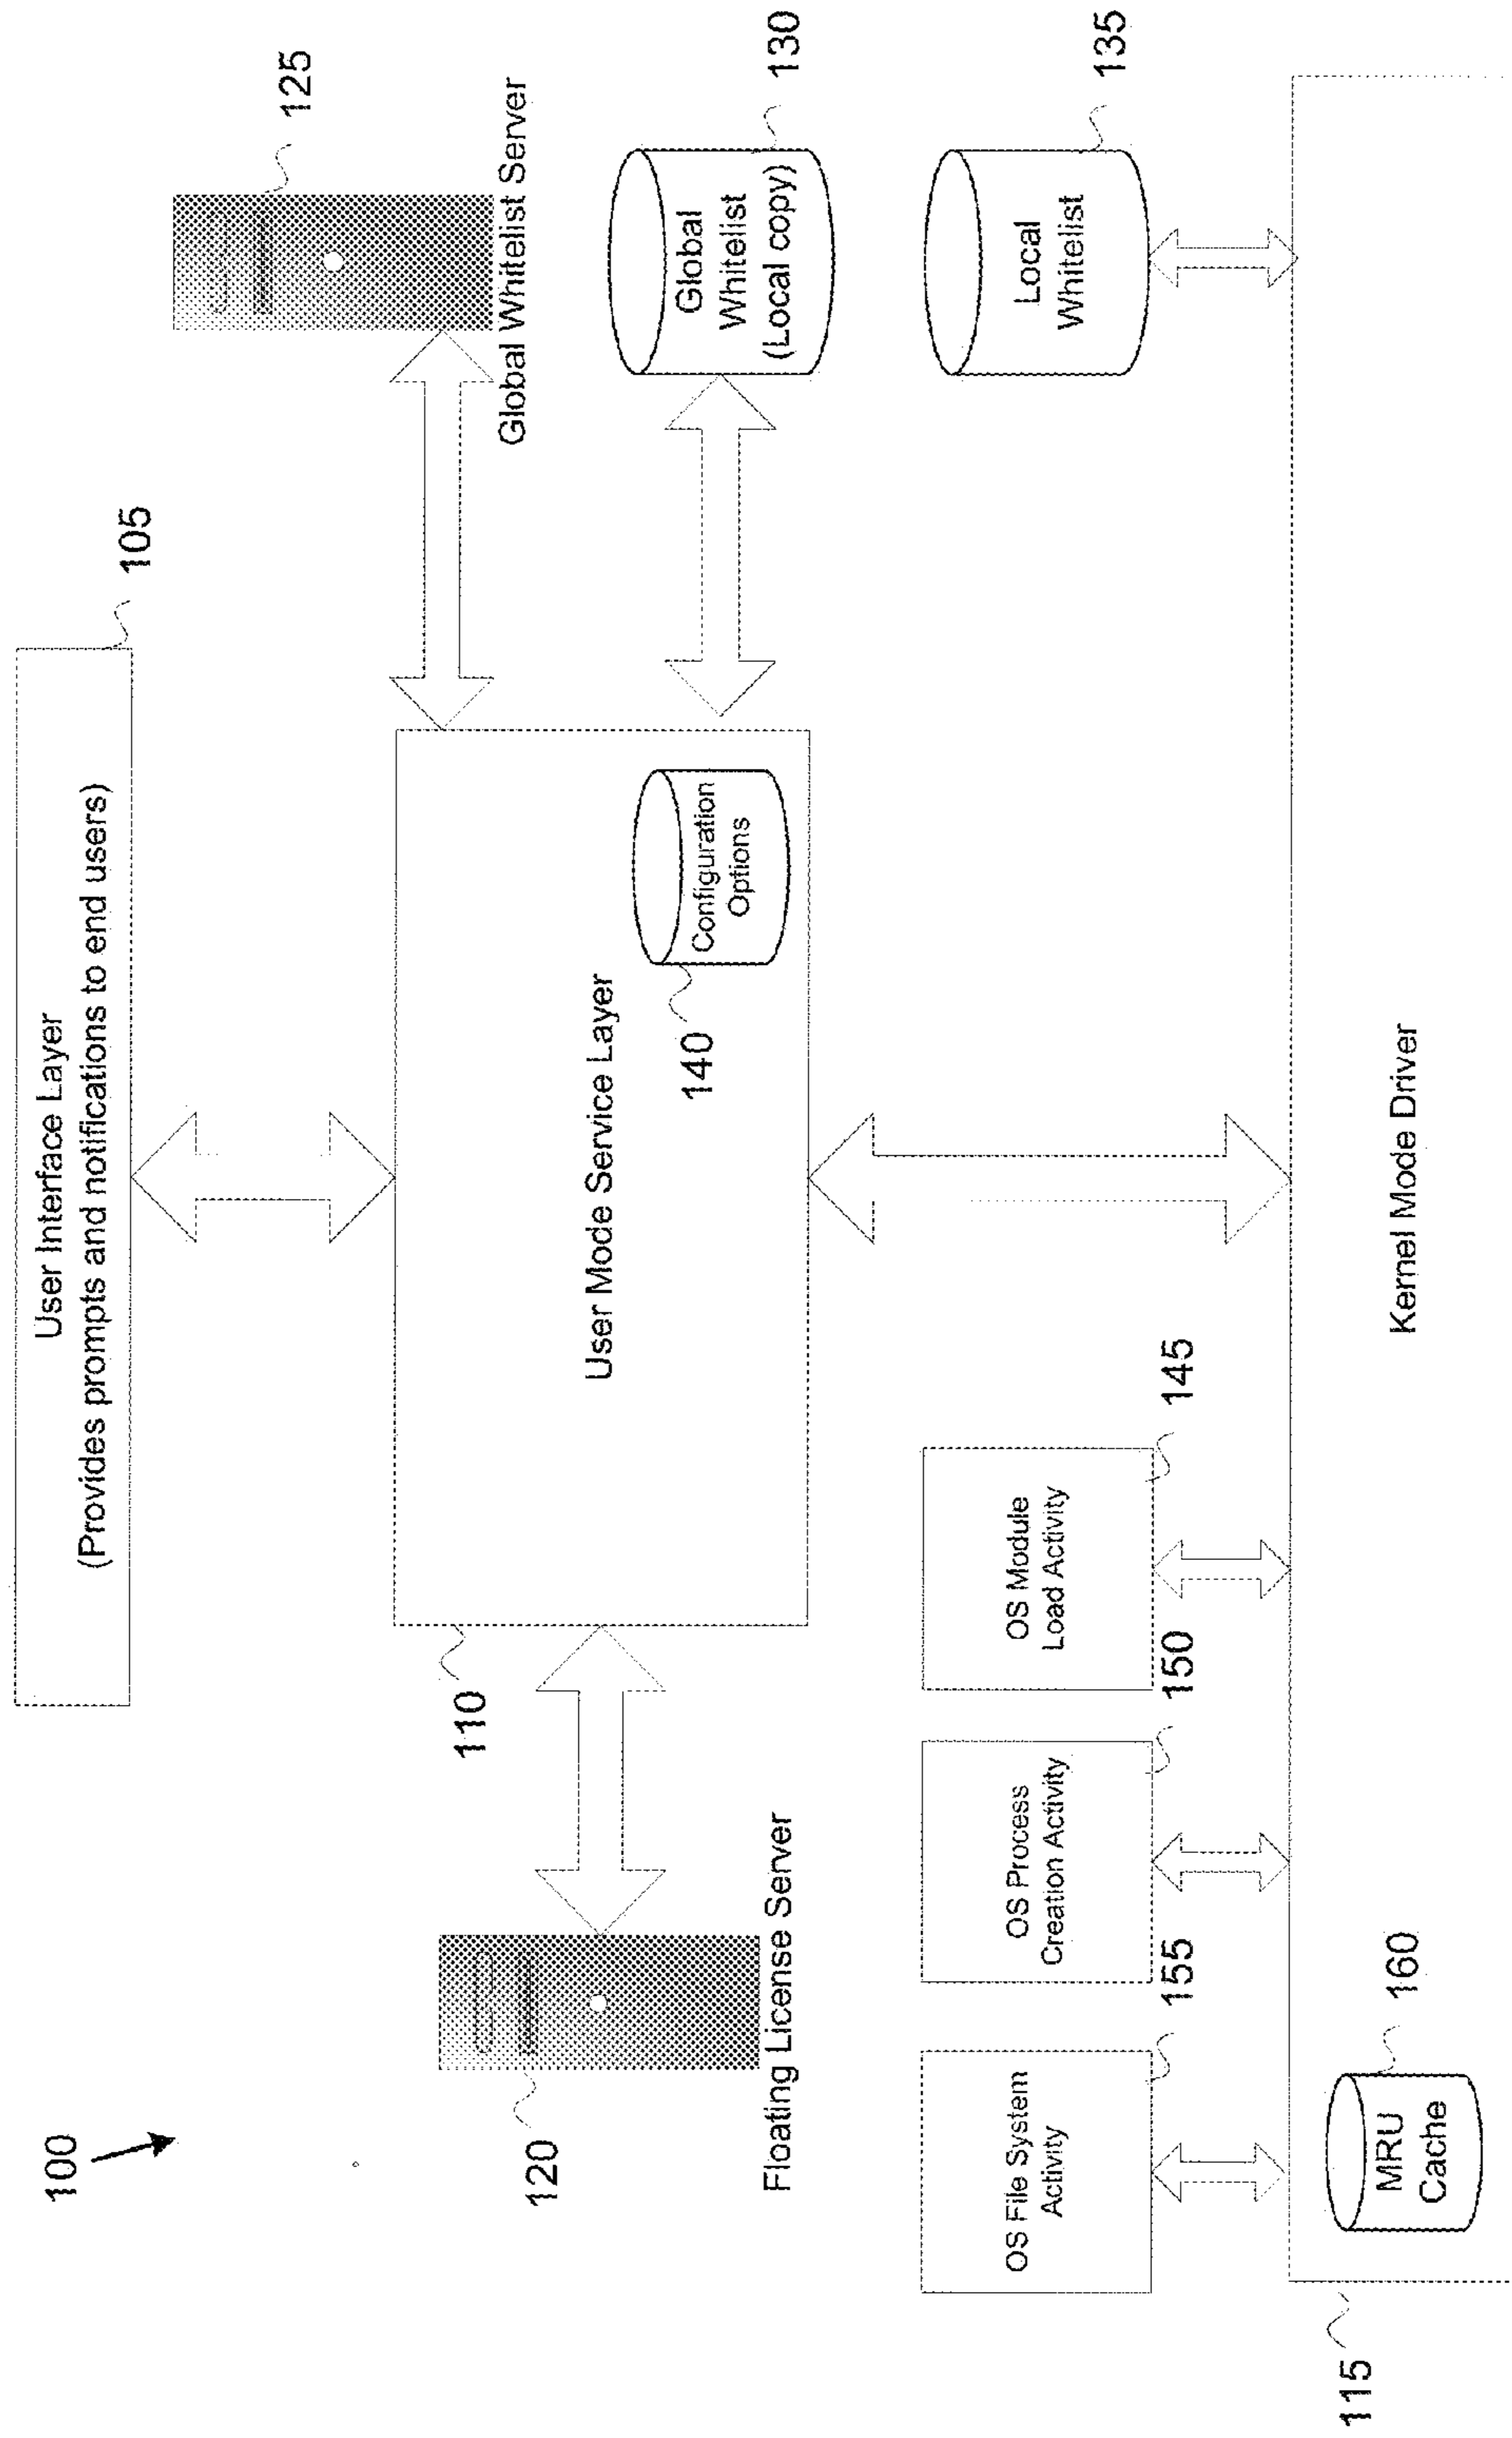 100
User Interface Layer
(Provides prompts and notifications to end users)
105
110
User Mode Service Layer
140
Configuration
Options
120
Floating License Server
125
Global Whitelist Server
Global
Whitelist
(Local copy)
130
Local
Whitelist
135
OS File System
Activity
155
OS Process
Creation Activity
150
OS Module
Load Activity
145
115
MRU
Cache
160
Kernel Mode Driver